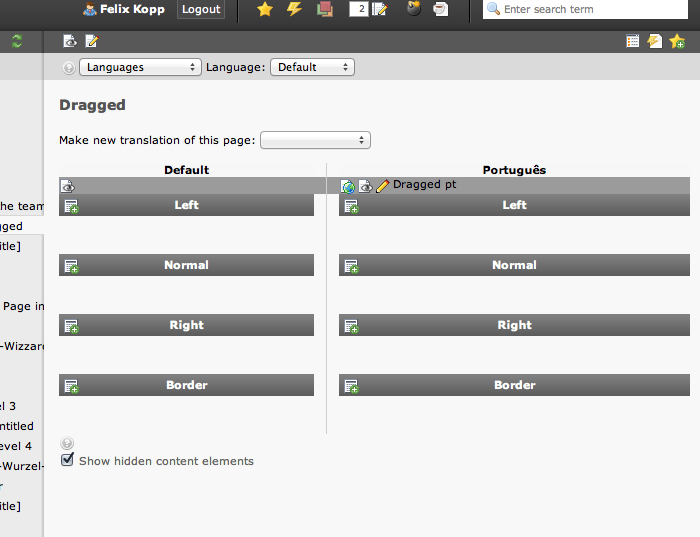 Felix Kopp Logout 2 Enter search term
Languages Language: Default
Dragged
Make new translation of this page:
Default Português
Dragged pt
Left Left
Normal Normal
Right Right
Border Border
Show hidden content elements
he team
gged
itle]
Page in
-Wizzard
el 3
ntitled
evel 4
-Wurzel-
r
itle]